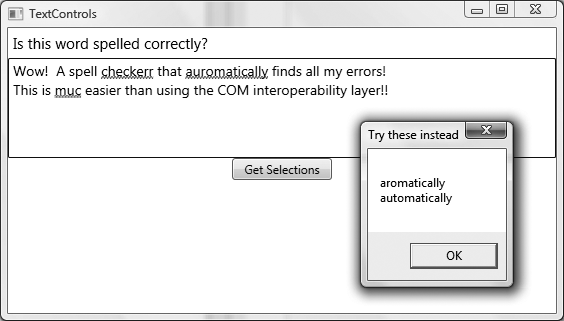 TextControls
Is this word spelled correctly?
Wow!  A spell checkerr that auromatically finds all my errors!
This is muc easier than using the COM interoperability layer!!
Get Selections
Try these instead
aromatically
automatically
OK